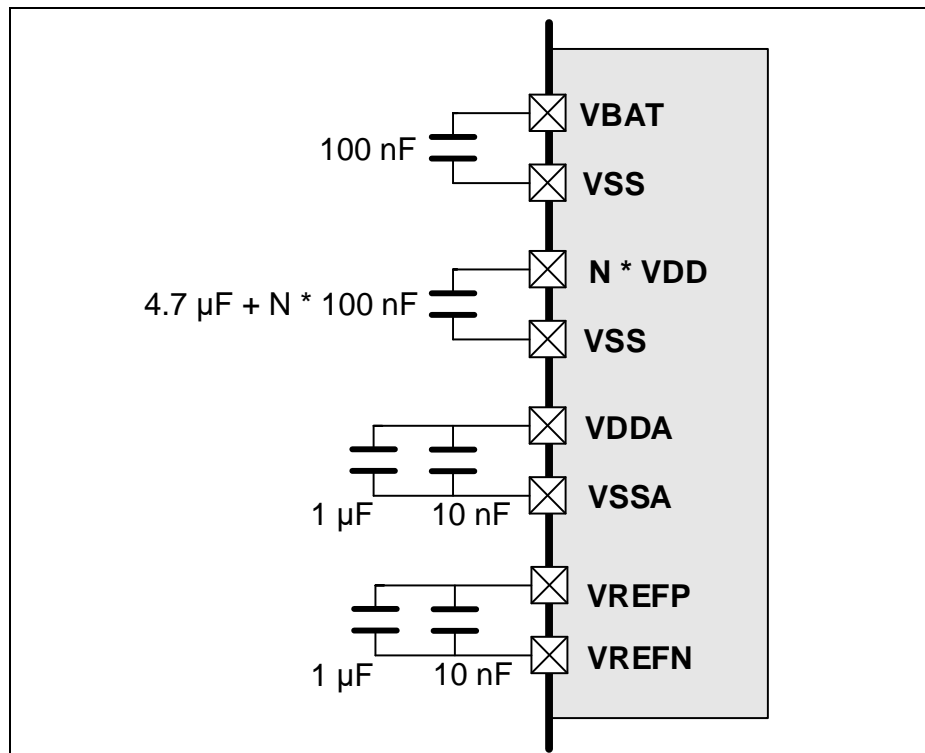 VBAT
100 nF
VSS
N * VDD
4.7 µF + N * 100 nF
VSS
VDDA
VSSA
1 µF 10 nF
VREFP
VREFN
1 µF 10 nF